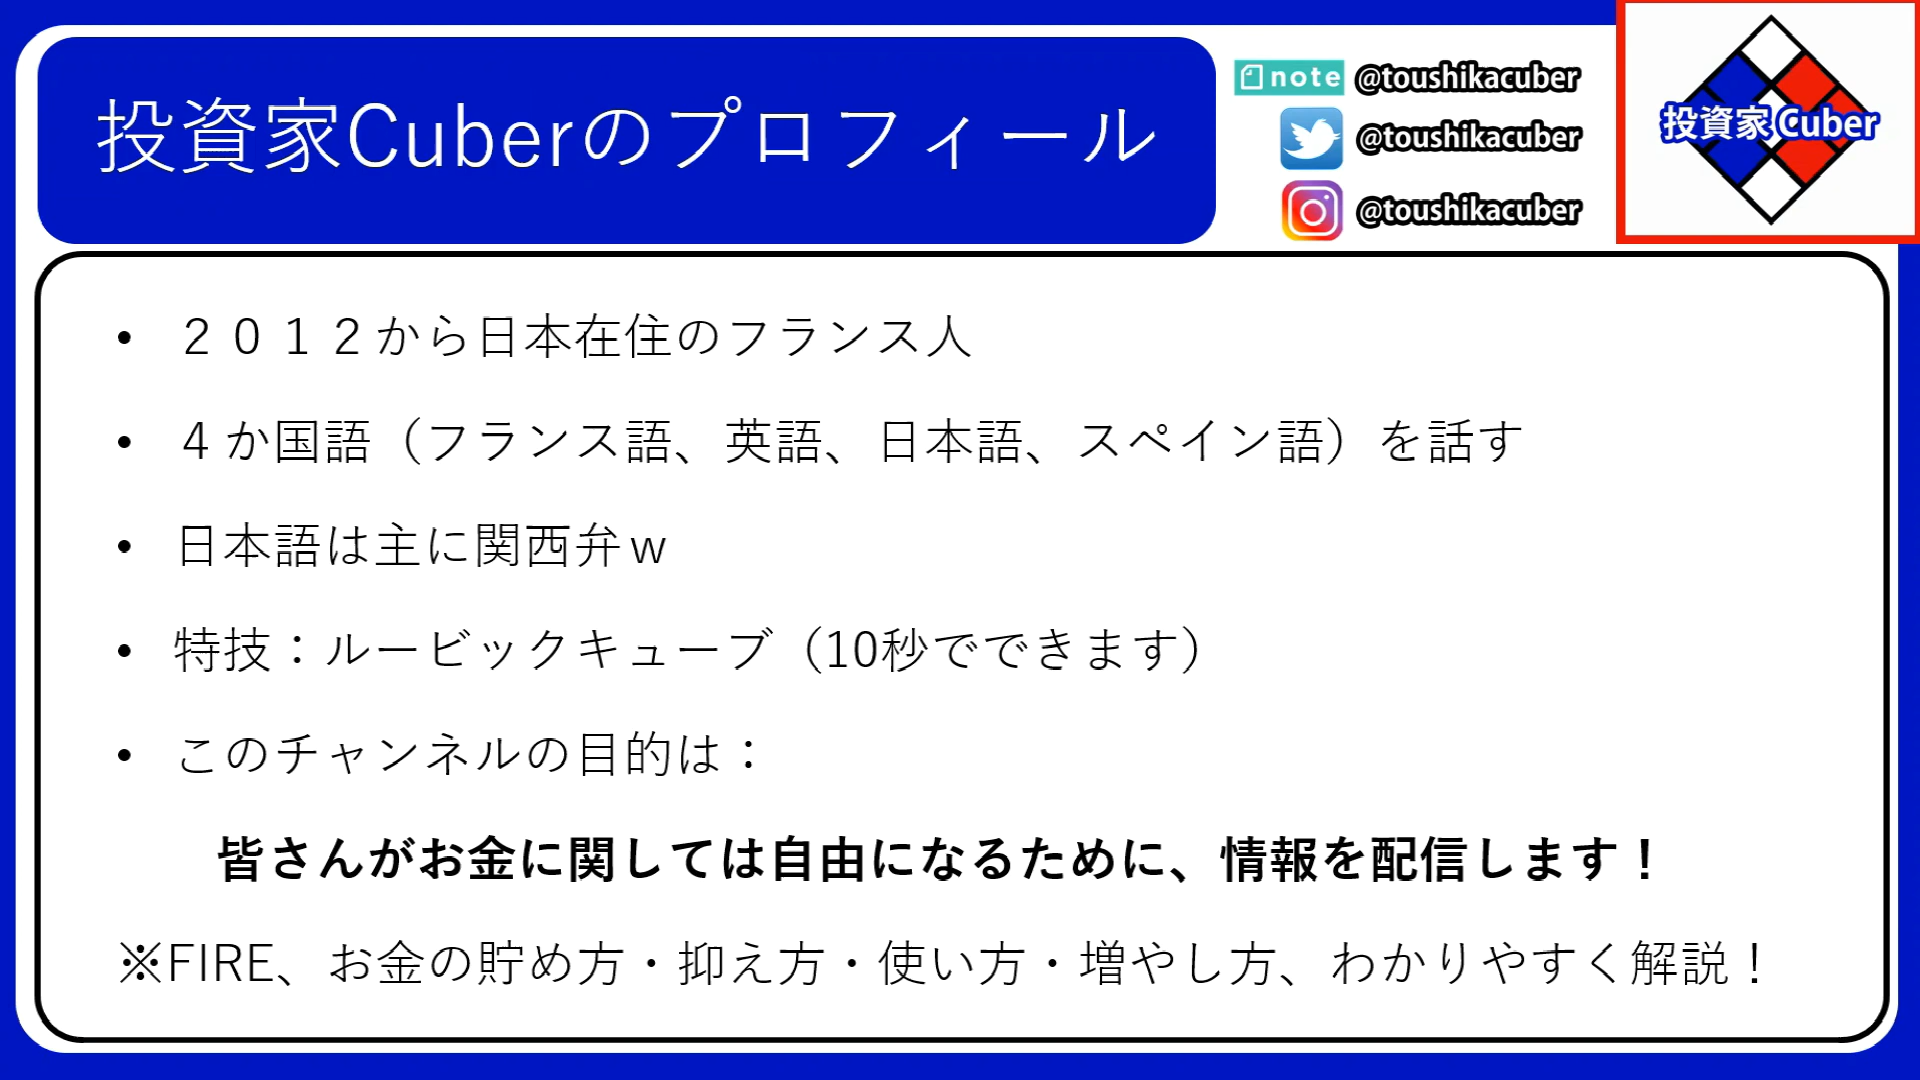 投資家Cuberのプロフィール
note @toushikacuber
@toushikacuber
@toushikacuber
投資家Cuber
• ２０１２から日本在住のフランス人
• ４か国語（フランス語、英語、日本語、スペイン語）を話す
• 日本語は主に関西弁ｗ
• 特技：ルービックキューブ（10秒でできます）
• このチャンネルの目的は：
皆さんがお金に関しては自由になるために、情報を配信します！
※FIRE、お金の貯め方・抑え方・使い方・増やし方、わかりやすく解説！